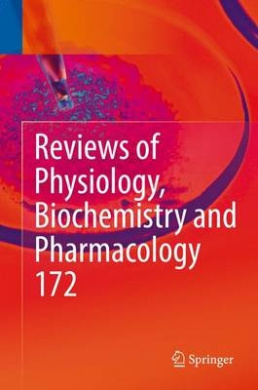 Reviews of
Physiology,
Biochemistry and
Pharmacology
172
Springer